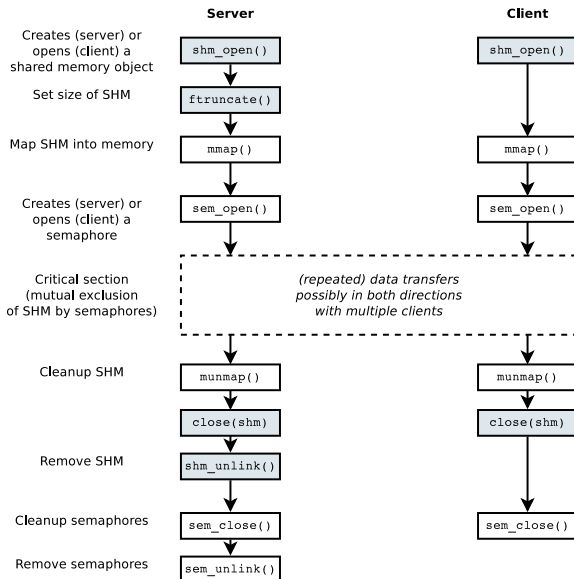 Server
Client
Creates (server) or
opens (client) a
shared memory object
shm_open()
shm_open()
Set size of SHM
ftruncate()
Map SHM into memory
mmap()
mmap()
Creates (server) or
opens (client) a
semaphore
sem_open()
sem_open()
Critical section
(mutual exclusion
of SHM by semaphores)
(repeated) data transfers
possibly in both directions
with multiple clients
Cleanup SHM
munmap()
munmap()
close(shm)
close(shm)
Remove SHM
shm_unlink()
Cleanup semaphores
sem_close()
sem_close()
Remove semaphores
sem_unlink()